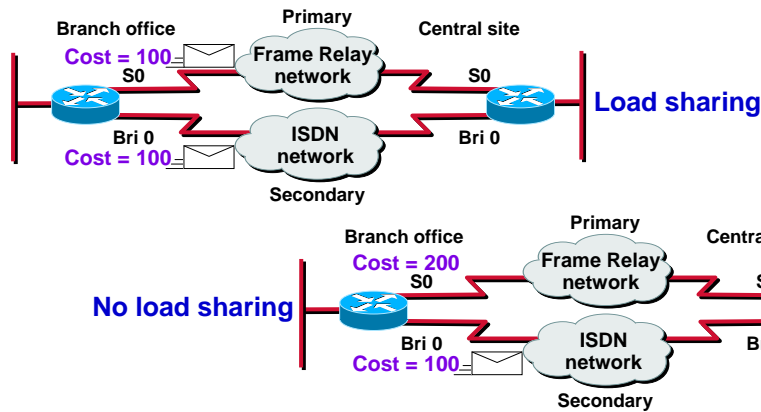 Primary
Branch office
Central site
Cost = 100
Frame Relay
network
S0
S0
Load sharing
Bri 0
ISDN
network
Bri 0
Cost = 100
Secondary
Primary
Branch office
Centra
Cost = 200
Frame Relay
network
S0
S
No load sharing
Bri 0
ISDN
network
Bri
Cost = 100
Secondary